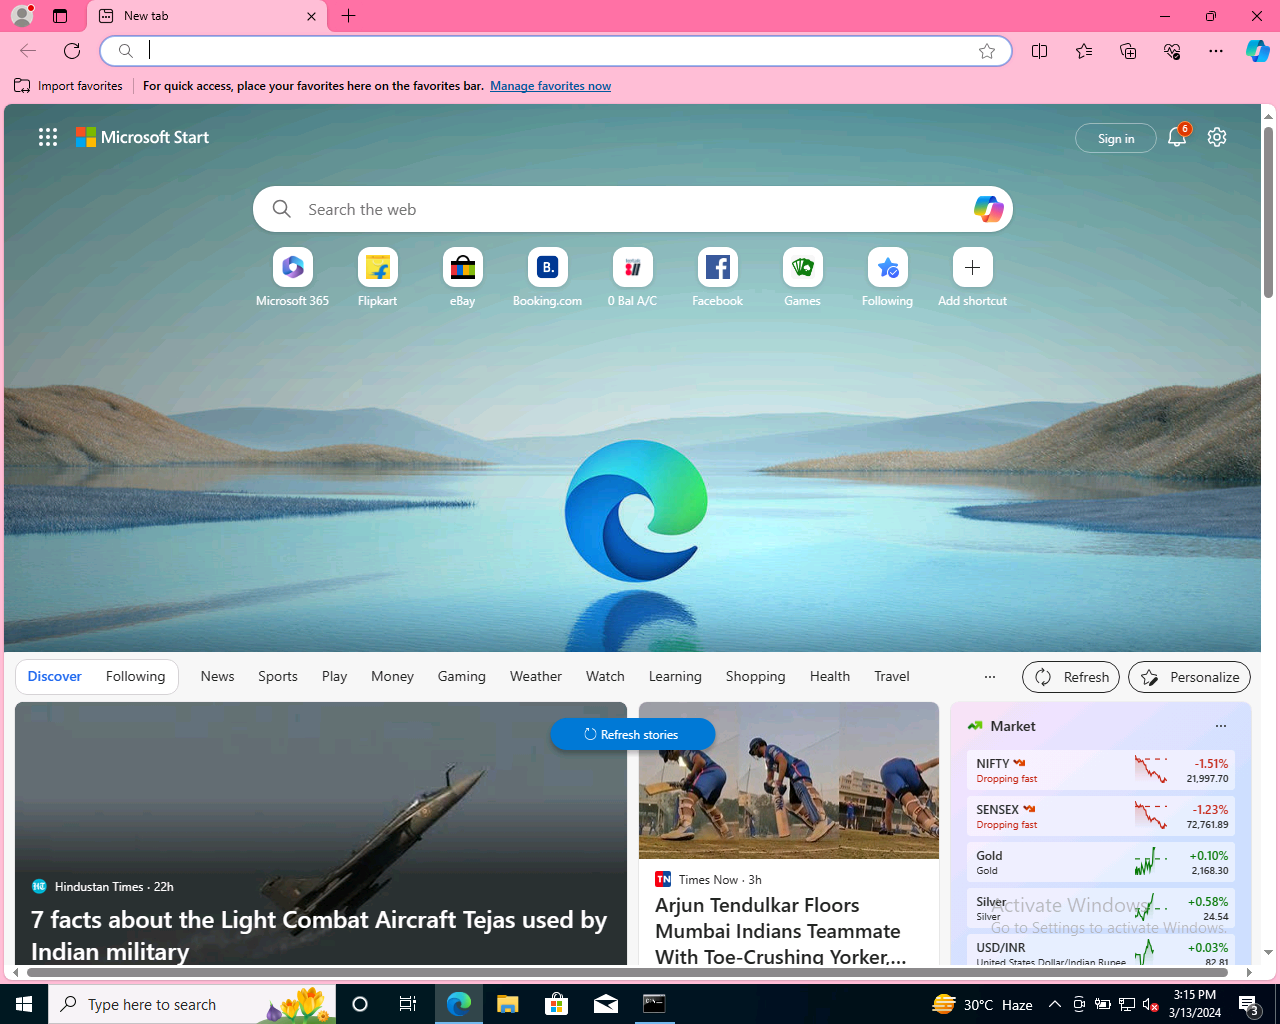 New tab
Import favorites
For quick access, place your favorites here on the favorites bar. Manage favorites now
Microsoft Start
Sign in
6
Search the web
Microsoft 365
Flipkart
eBay
B.
Booking.com
0 Bal A/C
Facebook
Games
Following
Add shortcut
Discover
Following
News
Sports
Play
Money
Gaming
Weather
Watch
Learning
Shopping
Health
Travel
Refresh
Personalize
Refresh stories
HT
Hindustan Times · 22h
7 facts about the Light Combat Aircraft Tejas used by
Indian military
TN
Times Now · 3h
Arjun Tendulkar Floors
Mumbai Indians Teammate
With Toe-Crushing Yorker,...
Market
NIFTY
-1.51%
Dropping fast
21,997.70
SENSEX
-1.23%
Dropping fast
72,761.89
Gold
+0.10%
Gold
2,168.30
Silver
+0.58%
Silver
24.54
USD/INR
+0.03%
United States Dollar/Indian Rupee
82.81
Activate Windows
Go to Settings to activate Windows.
Type here to search
30°C Haze
3:15 PM
3/13/2024
3